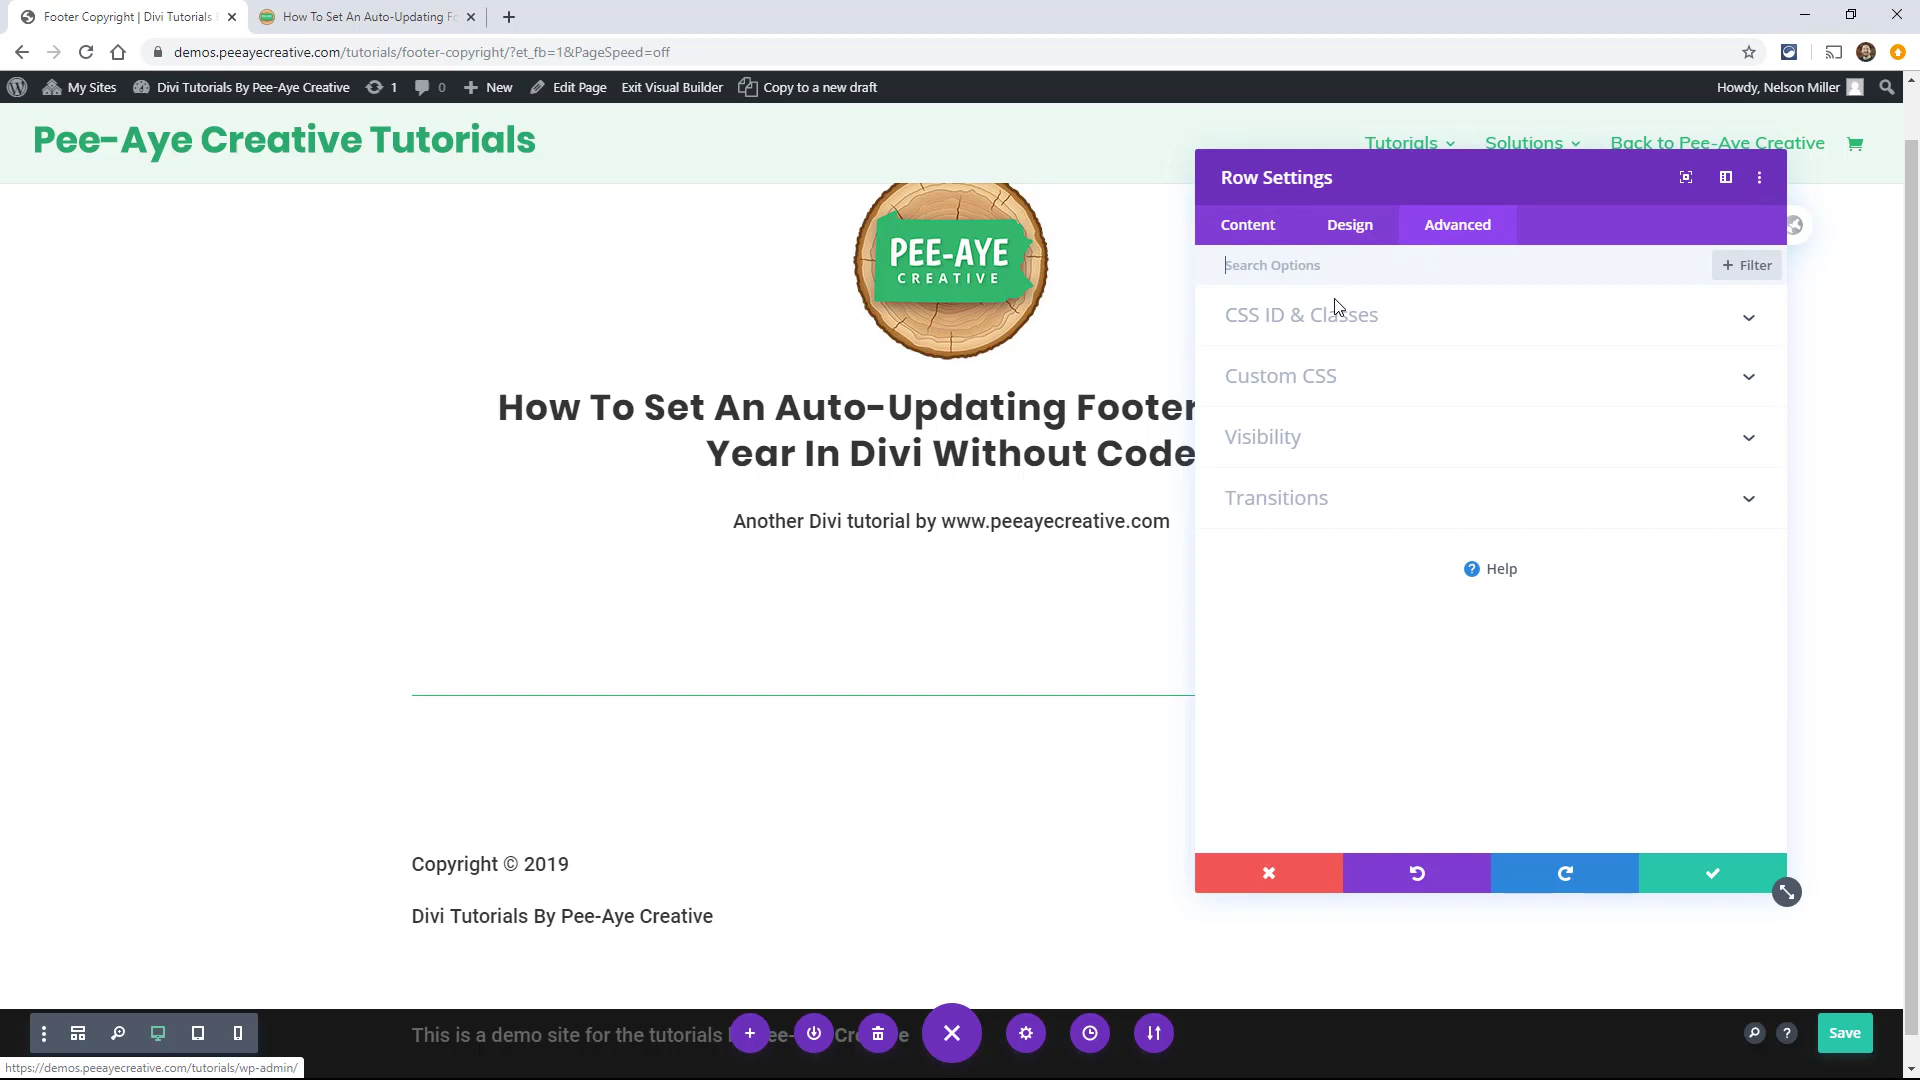 Footer Copyright | Divi Tutorials
How To Set An Auto-Updating Fo
demos.peeayecreative.com/tutorials/footer-copyright/?et_fb=1&PageSpeed=off
My Sites
Divi Tutorials By Pee-Aye Creative
1
0
New
Edit Page
Exit Visual Builder
Copy to a new draft
Howdy, Nelson Miller
Pee-Aye Creative Tutorials
Tutorials
Solutions
Back to Pee-Aye Creative
PEE-AYE
CREATIVE
How To Set An Auto-Updating Footer
Year In Divi Without Code
Another Divi tutorial by www.peeayecreative.com
Row Settings
Content
Design
Advanced
Search Options
+ Filter
CSS ID & Classes
Custom CSS
Visibility
Transitions
? Help
Copyright © 2019
Divi Tutorials By Pee-Aye Creative
This is a demo site for the tutorials
Save
https://demos.peeayecreative.com/tutorials/wp-admin/